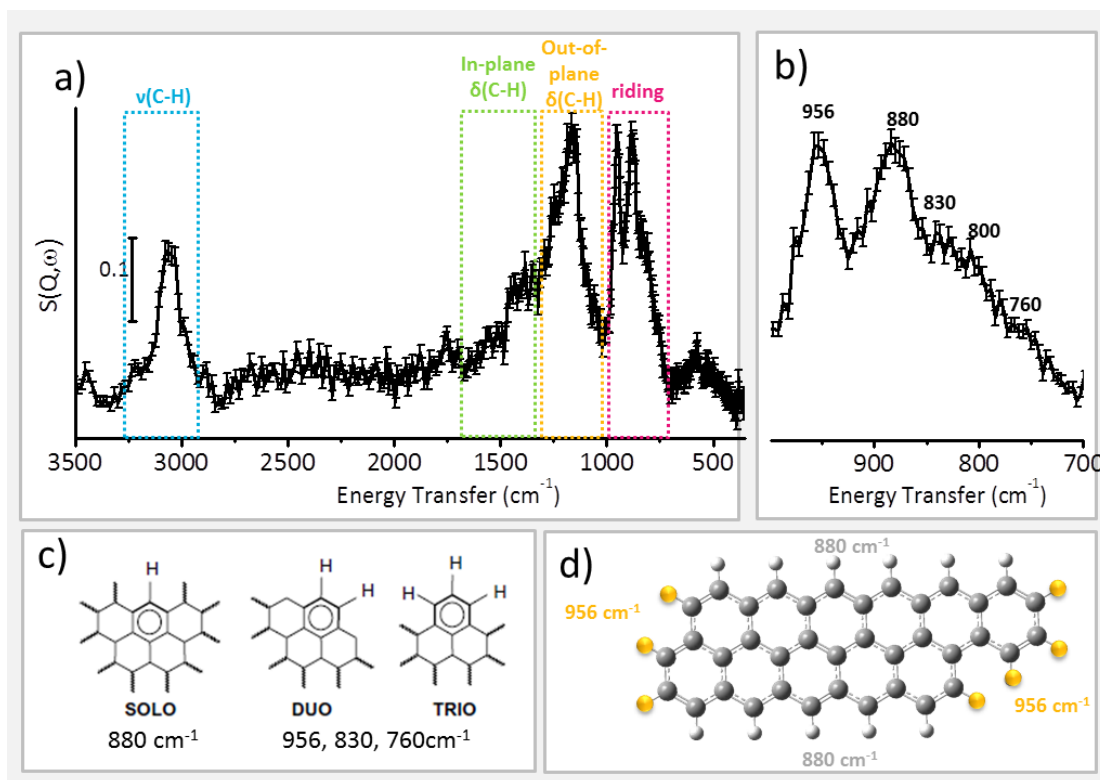 a)
ν(C-H)
In-plane
δ(C-H)
Out-of-
plane
δ(C-H)
riding
S(Q,ω)
0.1
3500 3000 2500 2000 1500 1000 500
Energy Transfer (cm⁻¹)
b)
956
880
830
800
760
900 800 700
Energy Transfer (cm⁻¹)
c)
H
H
H
H
H
H
SOLO DUO TRIO
880 cm⁻¹ 956, 830, 760cm⁻¹
d)
880 cm⁻¹
956 cm⁻¹
956 cm⁻¹
880 cm⁻¹